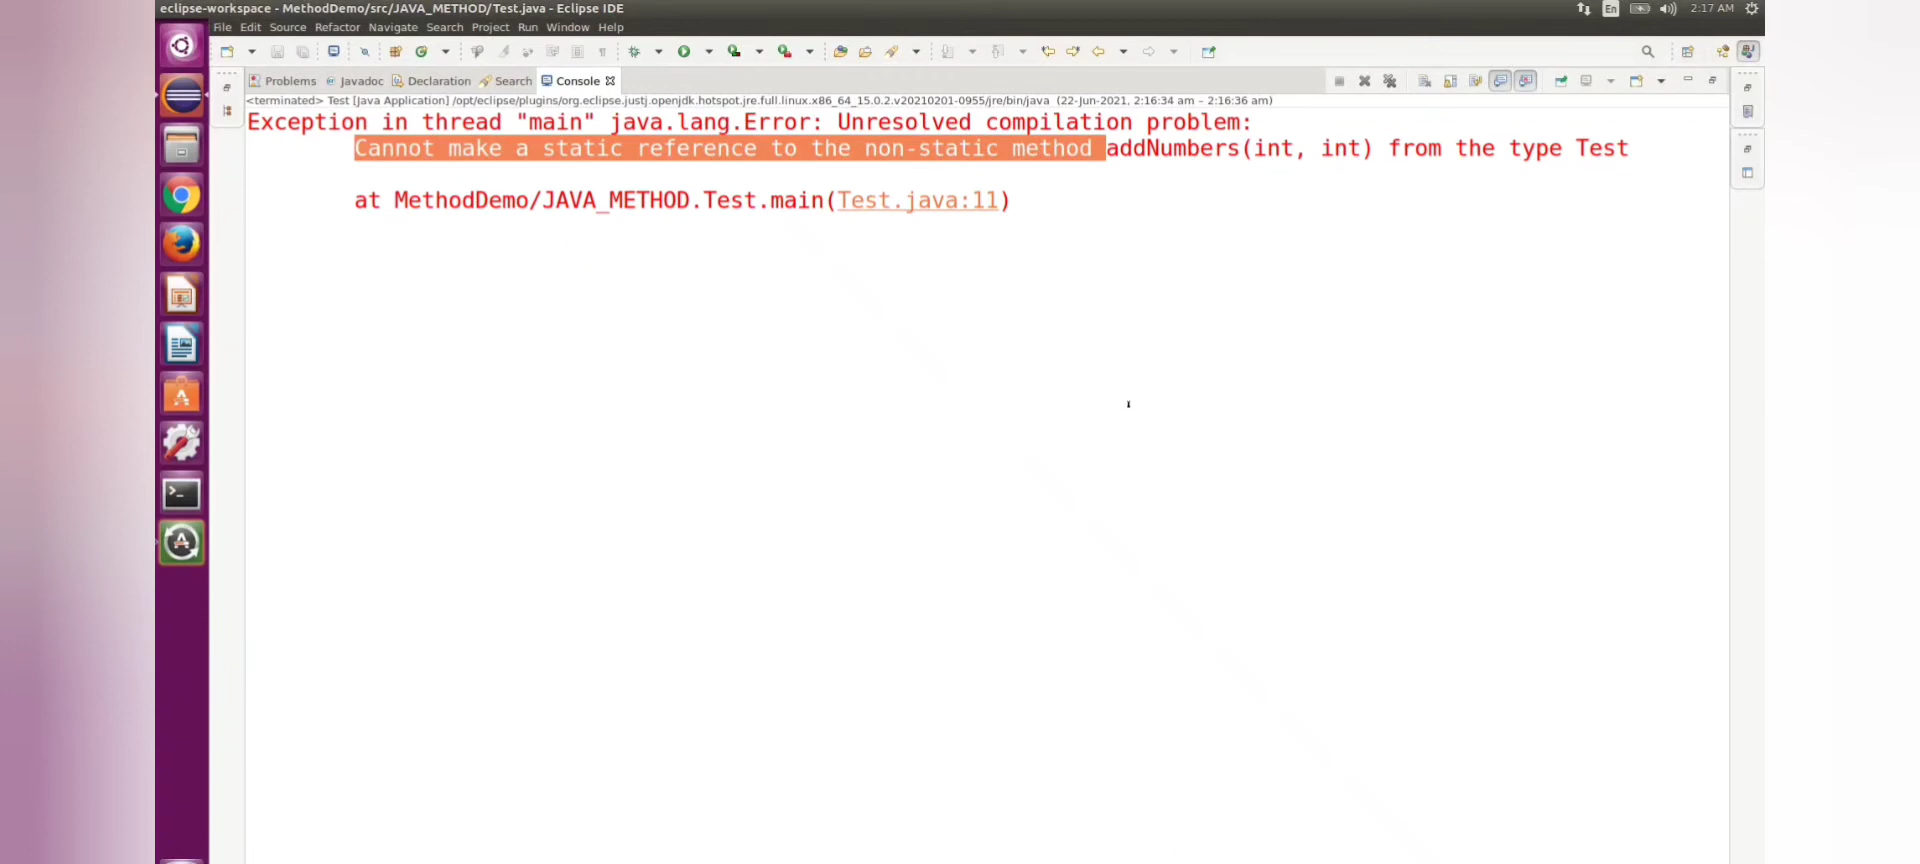 eclipse-workspace - MethodDemo/src/JAVA_METHOD/Test.java - Eclipse IDE
En
2:17 AM
File Edit Source Refactor Navigate Search Project Run Window Help
Problems Javadoc Declaration Search Console
<terminated> Test [Java Application] /opt/eclipse/plugins/org.eclipse.justj.openjdk.hotspot.jre.full.linux.x86_64_15.0.2.v20210201-0955/jre/bin/java (22-Jun-2021, 2:16:34 am – 2:16:36 am)
Exception in thread "main" java.lang.Error: Unresolved compilation problem:
Cannot make a static reference to the non-static method addNumbers(int, int) from the type Test
at MethodDemo/JAVA_METHOD.Test.main(Test.java:11)